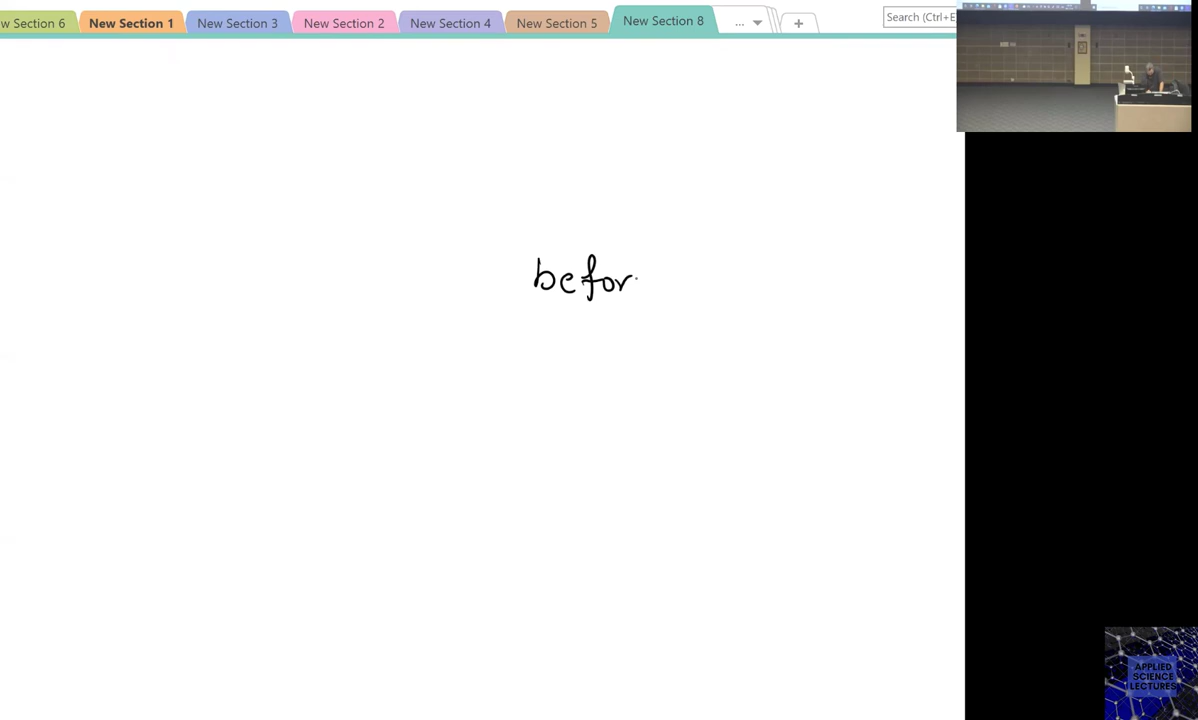 w Section 6 New Section 1 New Section 3 New Section 2 New Section 4 New Section 5 New Section 8 ... + Search (Ctrl+E
befor
APPLIED
SCIENCE
LECTURES